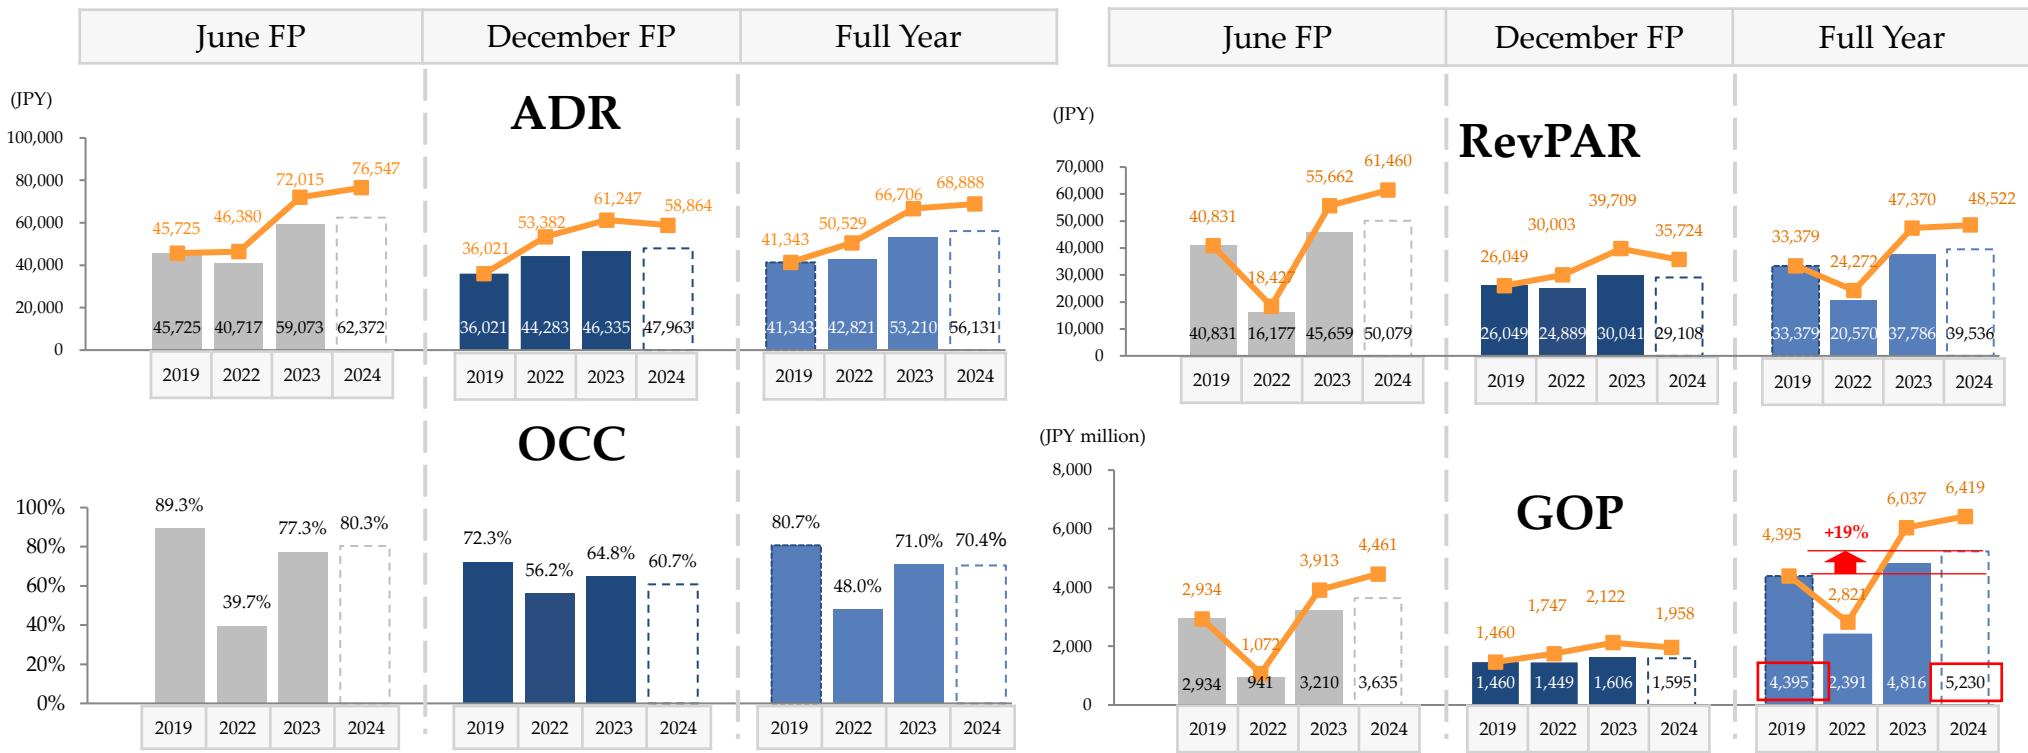 June FP December FP Full Year
(JPY)
ADR
100,000
80,000
60,000
40,000
20,000
0
45,725 46,380 72,015 76,547
45,725 40,717 59,073 62,372
2019 2022 2023 2024
36,021 53,382 61,247 58,864
36,021 44,283 46,335 47,963
2019 2022 2023 2024
41,343 50,529 66,706 68,888
41,343 42,821 53,210 56,131
2019 2022 2023 2024
OCC
100%
80%
60%
40%
20%
0%
89.3% 39.7% 77.3% 80.3%
2019 2022 2023 2024
72.3% 56.2% 64.8% 60.7%
2019 2022 2023 2024
80.7% 48.0% 71.0% 70.4%
2019 2022 2023 2024
June FP December FP Full Year
(JPY)
RevPAR
70,000
60,000
50,000
40,000
30,000
20,000
10,000
0
40,831 18,427 55,662 61,460
40,831 16,177 45,659 50,079
2019 2022 2023 2024
26,049 30,003 39,709 35,724
26,049 24,889 30,041 29,108
2019 2022 2023 2024
33,379 24,272 47,370 48,522
33,379 20,570 37,786 39,536
2019 2022 2023 2024
(JPY million)
GOP
8,000
6,000
4,000
2,000
0
2,934 1,072 3,913 4,461
2,934 941 3,210 3,635
2019 2022 2023 2024
1,460 1,747 2,122 1,958
1,460 1,449 1,606 1,595
2019 2022 2023 2024
4,395 2,821 6,037 6,419
+19%
4,395 2,391 4,816 5,230
2019 2022 2023 2024